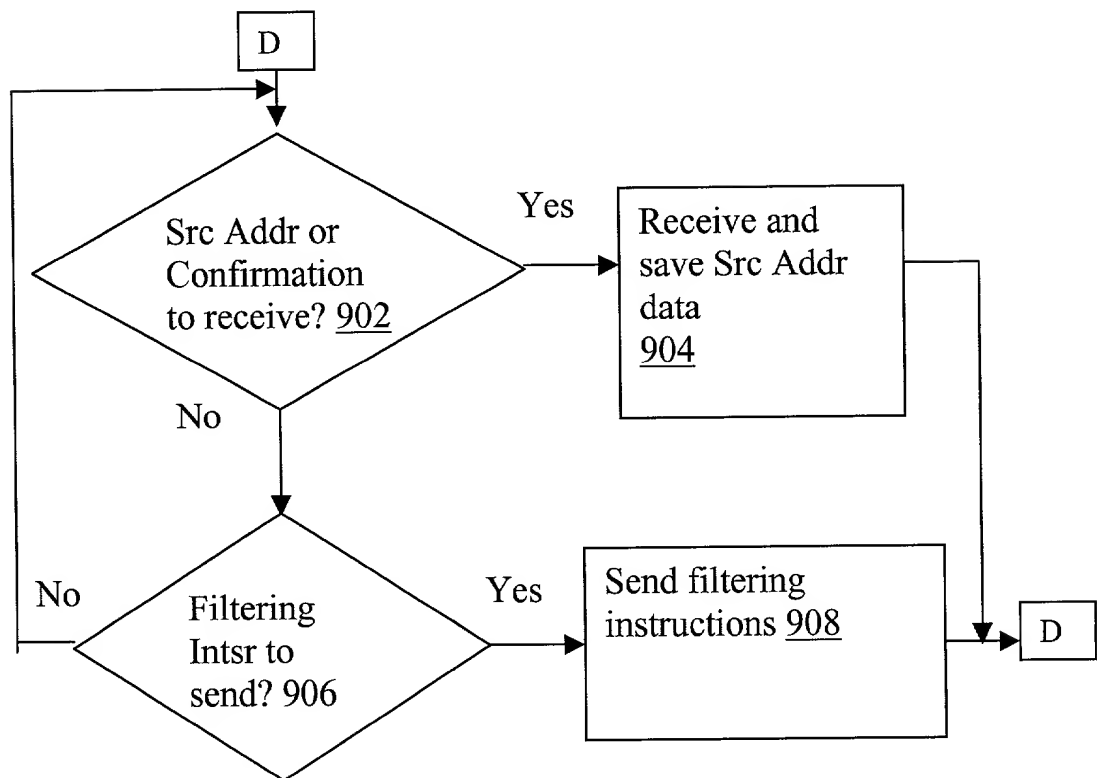 D
Src Addr or
Confirmation
to receive? 902
Yes
Receive and
save Src Addr
data
904
No
No
Filtering
Intsr to
send? 906
Yes
Send filtering
instructions 908
D